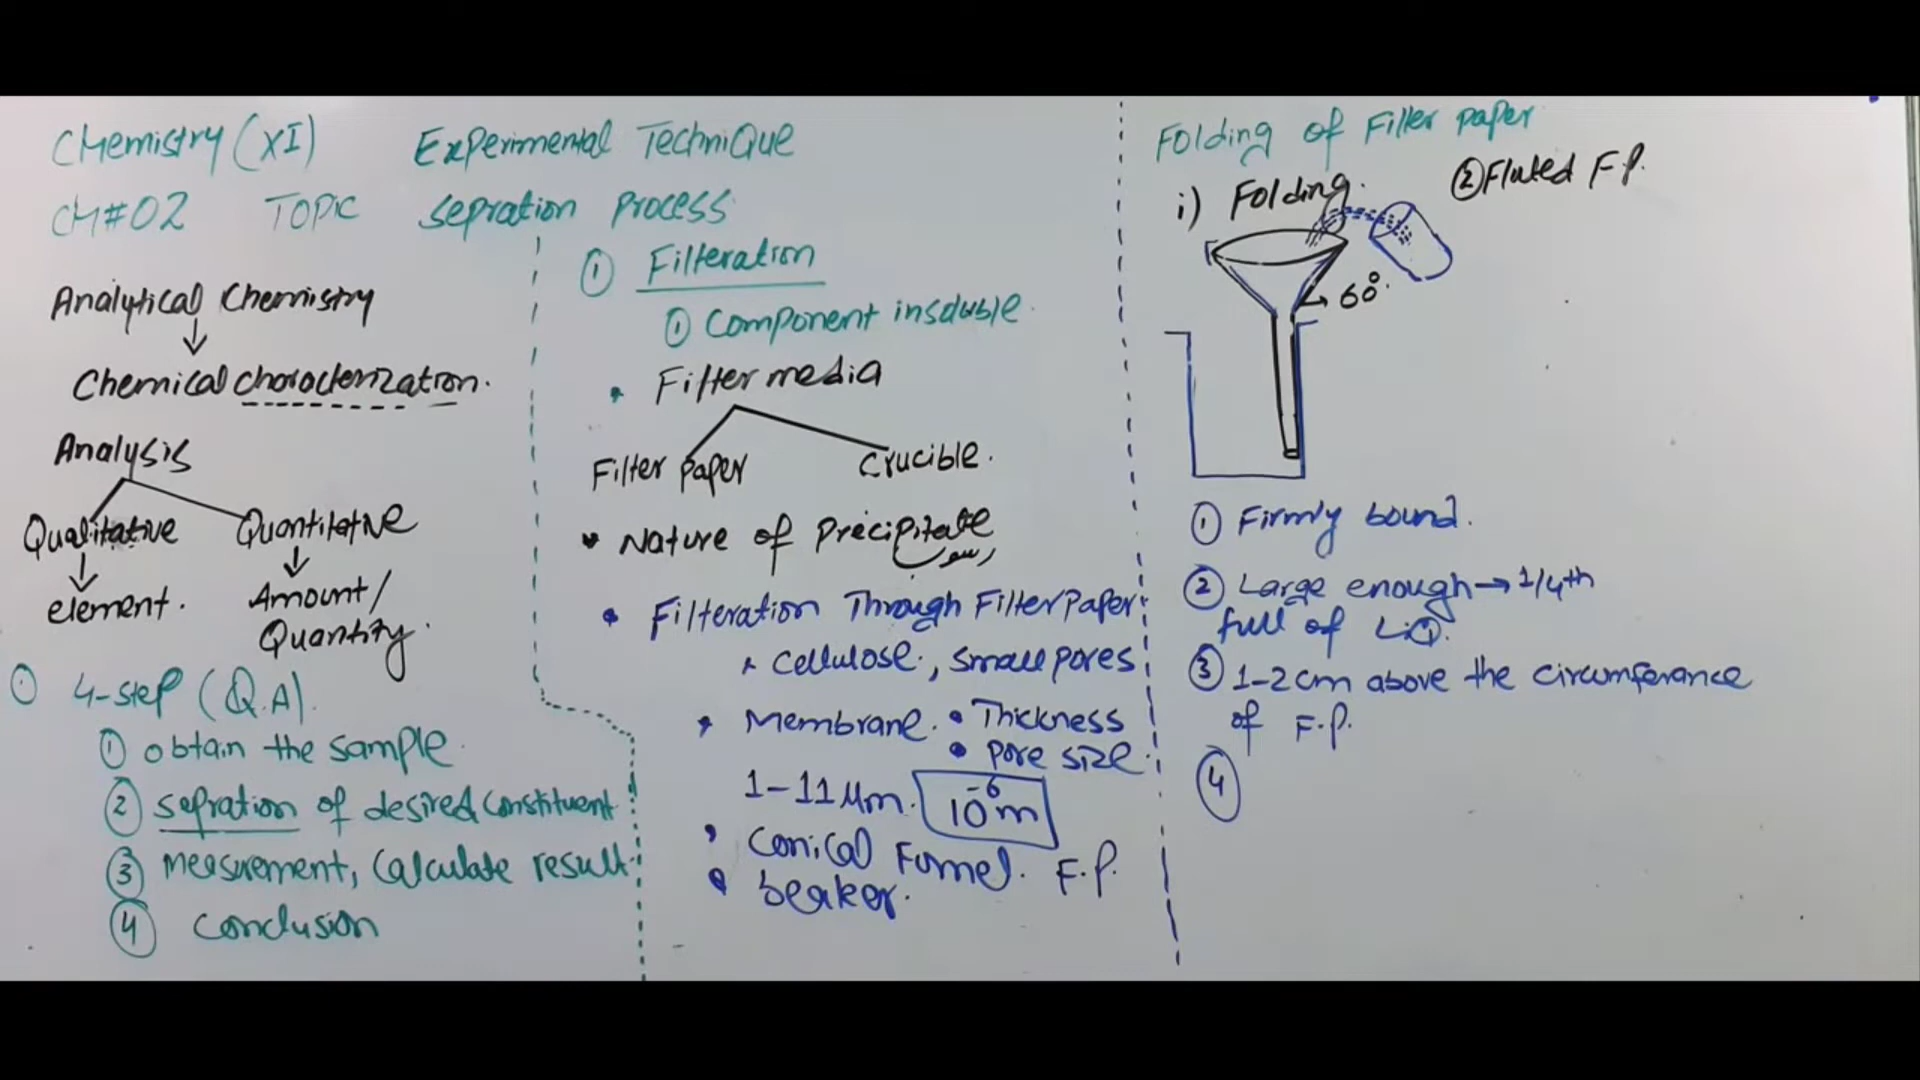 Chemistry (XI) Experimental Technique
CH#02 Topic sepration process
Analytical Chemistry
Chemical choracterization.
Analysis
Qualitative Quantitative
element. Amount/
Quantity.
4-step (Q.A).
① obtain the sample.
② sepration of desired constituent
③ measurement, Calculate result.
④ conclusion
① Filteration
① Component insoluble.
• Filter media
Filter paper Crucible.
• Nature of Precipitate
رسوب
• Filteration Through Filter Paper.
• cellulose, small pores
• Membrane. • Thickness
• pore size.
1-11 μm. 10⁻⁶m
• Conical Funnel. F.P.
• beaker.
Folding of Filter paper
i) Folding. ② Fluted F.P.
60°
① Firmly bound.
② Large enough → 1/4th
full of LiQ.
③ 1-2cm above the circumferance
of F.P.
④